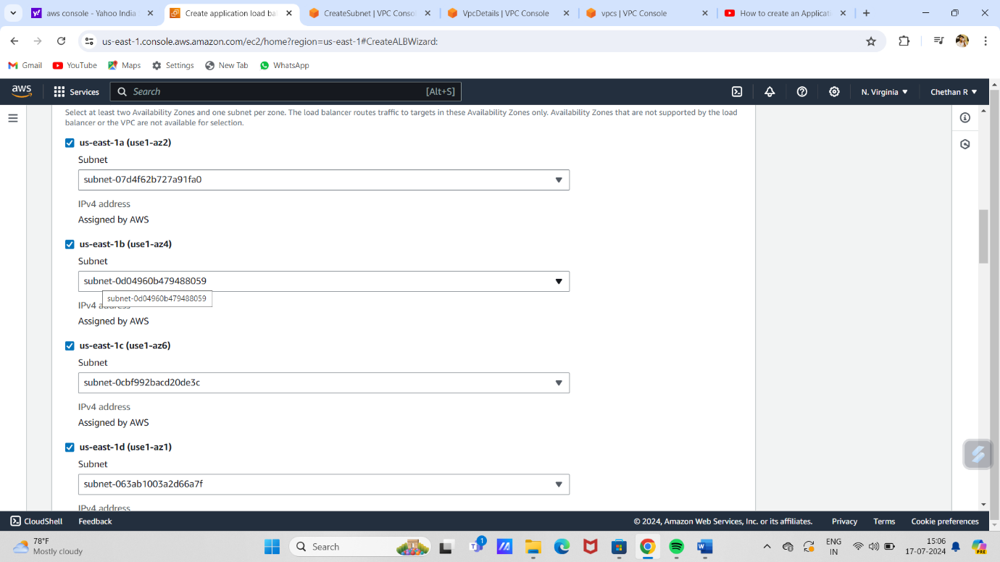 aws console - Yahoo India
Create application load ba
CreateSubnet | VPC Conso
VpcDetails | VPC Console
vpcs | VPC Console
How to create an Applicati
us-east-1.console.aws.amazon.com/ec2/home?region=us-east-1#CreateALBWizard:
Gmail
YouTube
Maps
Settings
New Tab
WhatsApp
aws
Services
Search
[Alt+S]
N. Virginia
Chethan R
Select at least two Availability Zones and one subnet per zone. The load balancer routes traffic to targets in these Availability Zones only. Availability Zones that are not supported by the load
balancer or the VPC are not available for selection.
us-east-1a (use1-az2)
Subnet
subnet-07d4f62b727a91fa0
IPv4 address
Assigned by AWS
us-east-1b (use1-az4)
Subnet
subnet-0d04960b479488059
subnet-0d04960b479488059
IPv4 address
Assigned by AWS
us-east-1c (use1-az6)
Subnet
subnet-0cbf992bacd20de3c
IPv4 address
Assigned by AWS
us-east-1d (use1-az1)
Subnet
subnet-063ab1003a2d66a7f
IPv4 address
CloudShell
Feedback
© 2024, Amazon Web Services, Inc. or its affiliates.
Privacy
Terms
Cookie preferences
78°F
Mostly cloudy
Search
1
ENG
IN
15:06
17-07-2024
PRE